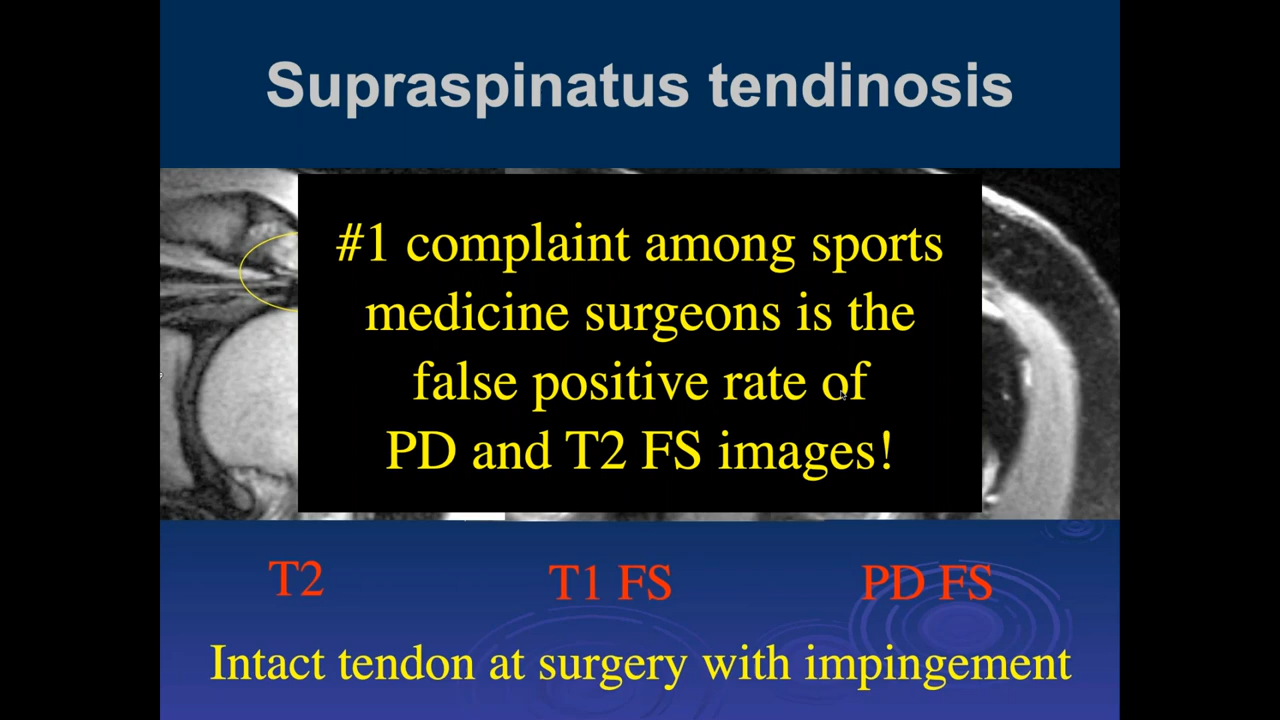 Supraspinatus tendinosis
#1 complaint among sports
medicine surgeons is the
false positive rate of
PD and T2 FS images!
T2
T1 FS
PD FS
Intact tendon at surgery with impingement